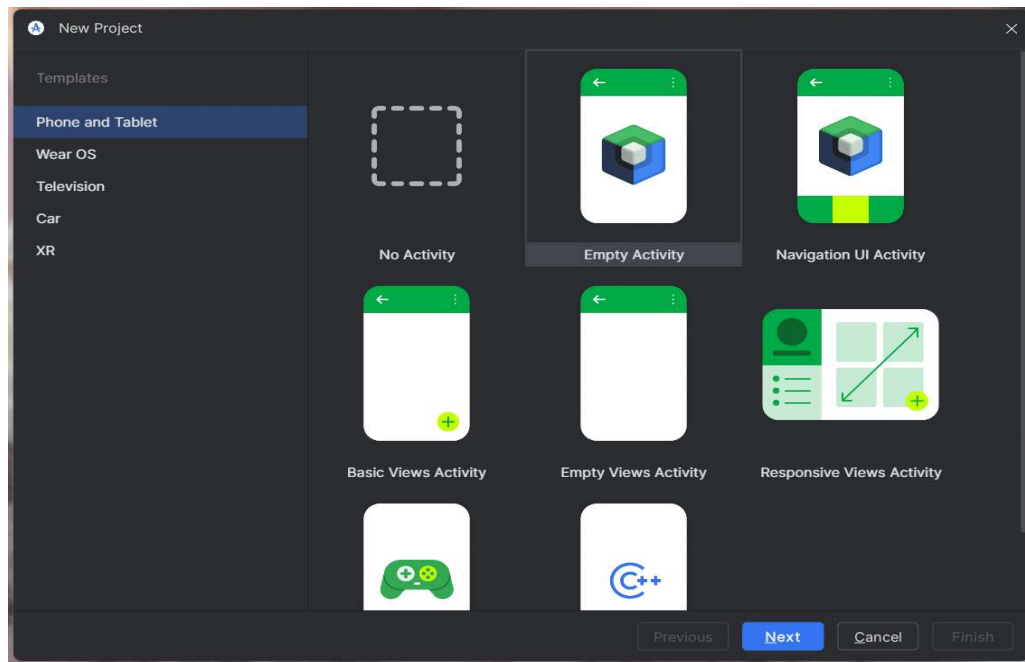 New Project
Templates
Phone and Tablet
Wear OS
Television
Car
XR
No Activity
Empty Activity
Navigation UI Activity
Basic Views Activity
Empty Views Activity
Responsive Views Activity
C++
Previous
Next
Cancel
Finish